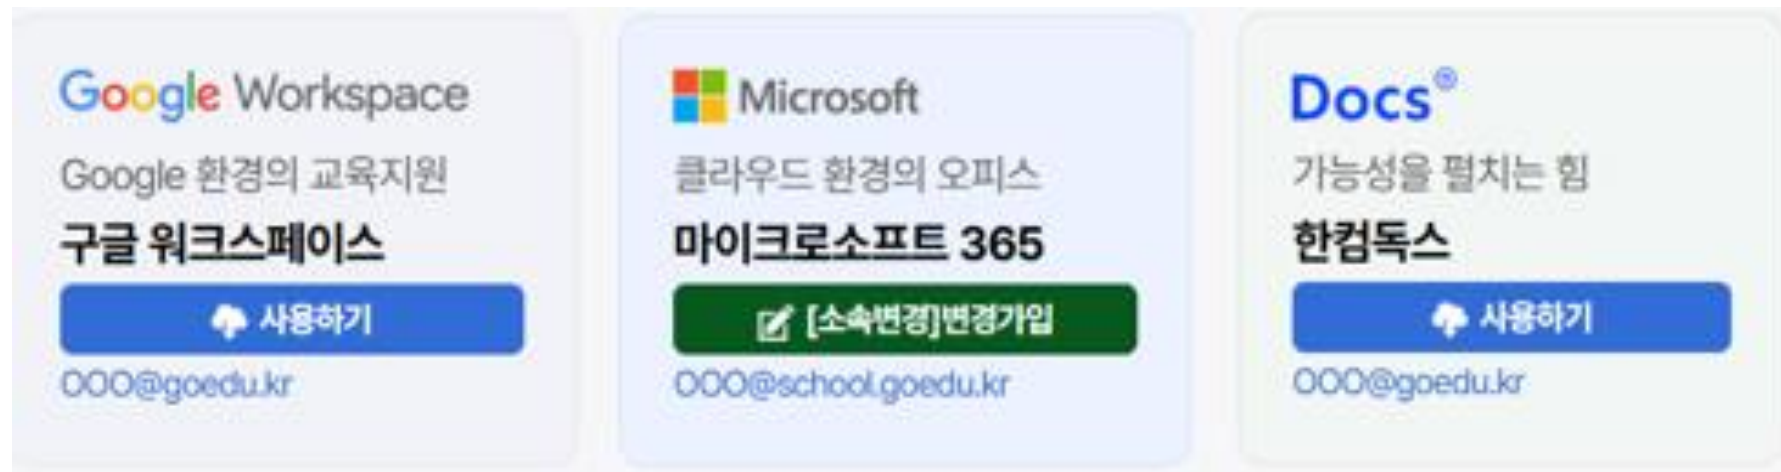 Google Workspace
Google 환경의 교육지원
구글 워크스페이스
사용하기
OOO@goedu.kr
Microsoft
클라우드 환경의 오피스
마이크로소프트 365
[소속변경]변경가입
OOO@school.goedu.kr
Docs®
가능성을 펼치는 힘
한컴독스
사용하기
OOO@goedu.kr